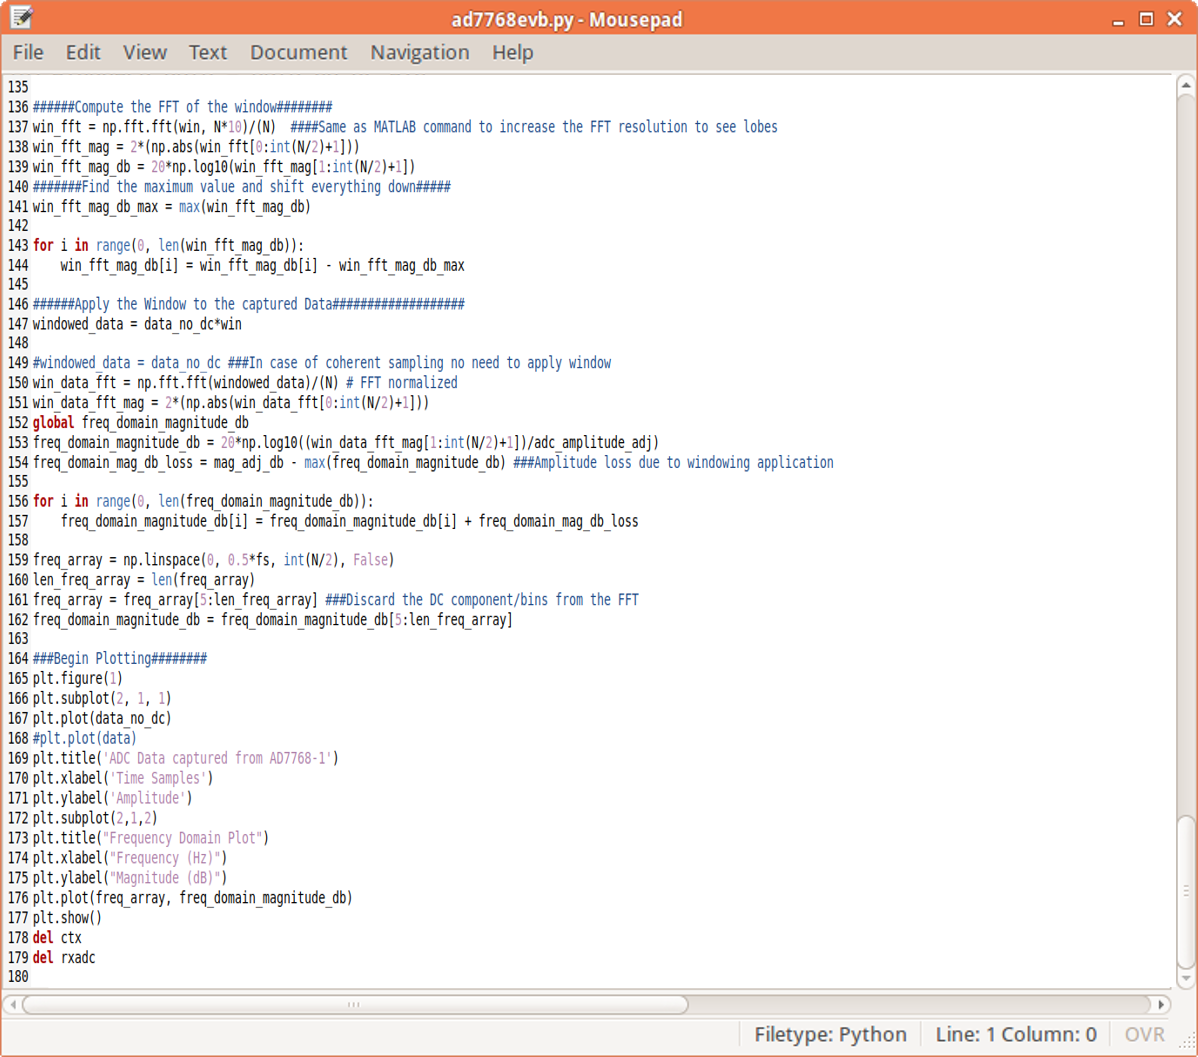 ad7768evb.py - Mousepad
File Edit View Text Document Navigation Help
135
136 ######Compute the FFT of the window########
137 win_fft = np.fft.fft(win, N*10)/(N)  ####Same as MATLAB command to increase the FFT resolution to see lobes
138 win_fft_mag = 2*(np.abs(win_fft[0:int(N/2)+1]))
139 win_fft_mag_db = 20*np.log10(win_fft_mag[1:int(N/2)+1])
140 #######Find the maximum value and shift everything down#####
141 win_fft_mag_db_max = max(win_fft_mag_db)
142
143 for i in range(0, len(win_fft_mag_db)):
144     win_fft_mag_db[i] = win_fft_mag_db[i] - win_fft_mag_db_max
145
146 ######Apply the Window to the captured Data###################
147 windowed_data = data_no_dc*win
148
149 #windowed_data = data_no_dc ###In case of coherent sampling no need to apply window
150 win_data_fft = np.fft.fft(windowed_data)/(N) # FFT normalized
151 win_data_fft_mag = 2*(np.abs(win_data_fft[0:int(N/2)+1]))
152 global freq_domain_magnitude_db
153 freq_domain_magnitude_db = 20*np.log10((win_data_fft_mag[1:int(N/2)+1])/adc_amplitude_adj)
154 freq_domain_mag_db_loss = mag_adj_db - max(freq_domain_magnitude_db) ###Amplitude loss due to windowing application
155
156 for i in range(0, len(freq_domain_magnitude_db)):
157     freq_domain_magnitude_db[i] = freq_domain_magnitude_db[i] + freq_domain_mag_db_loss
158
159 freq_array = np.linspace(0, 0.5*fs, int(N/2), False)
160 len_freq_array = len(freq_array)
161 freq_array = freq_array[5:len_freq_array] ###Discard the DC component/bins from the FFT
162 freq_domain_magnitude_db = freq_domain_magnitude_db[5:len_freq_array]
163
164 ###Begin Plotting########
165 plt.figure(1)
166 plt.subplot(2, 1, 1)
167 plt.plot(data_no_dc)
168 #plt.plot(data)
169 plt.title('ADC Data captured from AD7768-1')
170 plt.xlabel('Time Samples')
171 plt.ylabel('Amplitude')
172 plt.subplot(2,1,2)
173 plt.title("Frequency Domain Plot")
174 plt.xlabel("Frequency (Hz)")
175 plt.ylabel("Magnitude (dB)")
176 plt.plot(freq_array, freq_domain_magnitude_db)
177 plt.show()
178 del ctx
179 del rxadc
180
Filetype: Python Line: 1 Column: 0 OVR